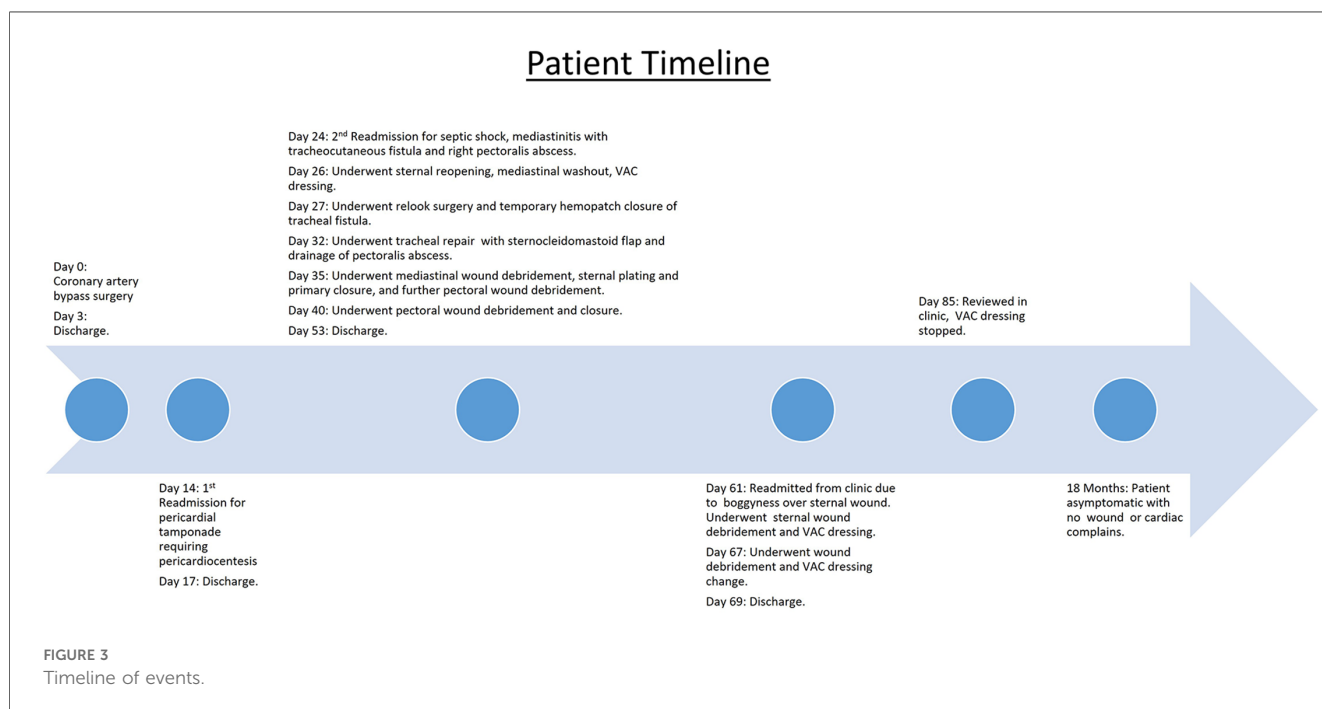 Patient Timeline
Day 24: 2nd Readmission for septic shock, mediastinitis with
tracheocutaneous fistula and right pectoralis abscess.
Day 26: Underwent sternal reopening, mediastinal washout, VAC
dressing.
Day 27: Underwent relook surgery and temporary hemopatch closure of
tracheal fistula.
Day 32: Underwent tracheal repair with sternocleidomastoid flap and
drainage of pectoralis abscess.
Day 35: Underwent mediastinal wound debridement, sternal plating and
primary closure, and further pectoral wound debridement.
Day 40: Underwent pectoral wound debridement and closure.
Day 53: Discharge.
Day 0:
Coronary artery
bypass surgery
Day 3:
Discharge.
Day 85: Reviewed in
clinic, VAC dressing
stopped.
Day 14: 1st
Readmission for
pericardial
tamponade
requiring
pericardiocentesis
Day 17: Discharge.
Day 61: Readmitted from clinic due
to boggyness over sternal wound.
Underwent sternal wound
debridement and VAC dressing.
Day 67: Underwent wound
debridement and VAC dressing
change.
Day 69: Discharge.
18 Months: Patient
asymptomatic with
no wound or cardiac
complains.
FIGURE 3
Timeline of events.